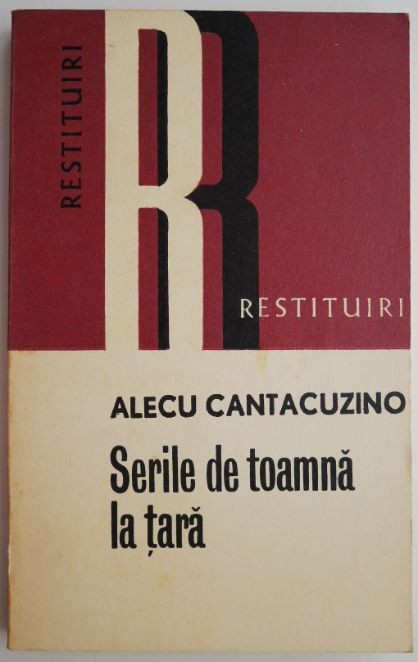 RESTITUIRI
R
RESTITUIRI
ALECU CANTACUZINO
Serile de toamnă
la țară